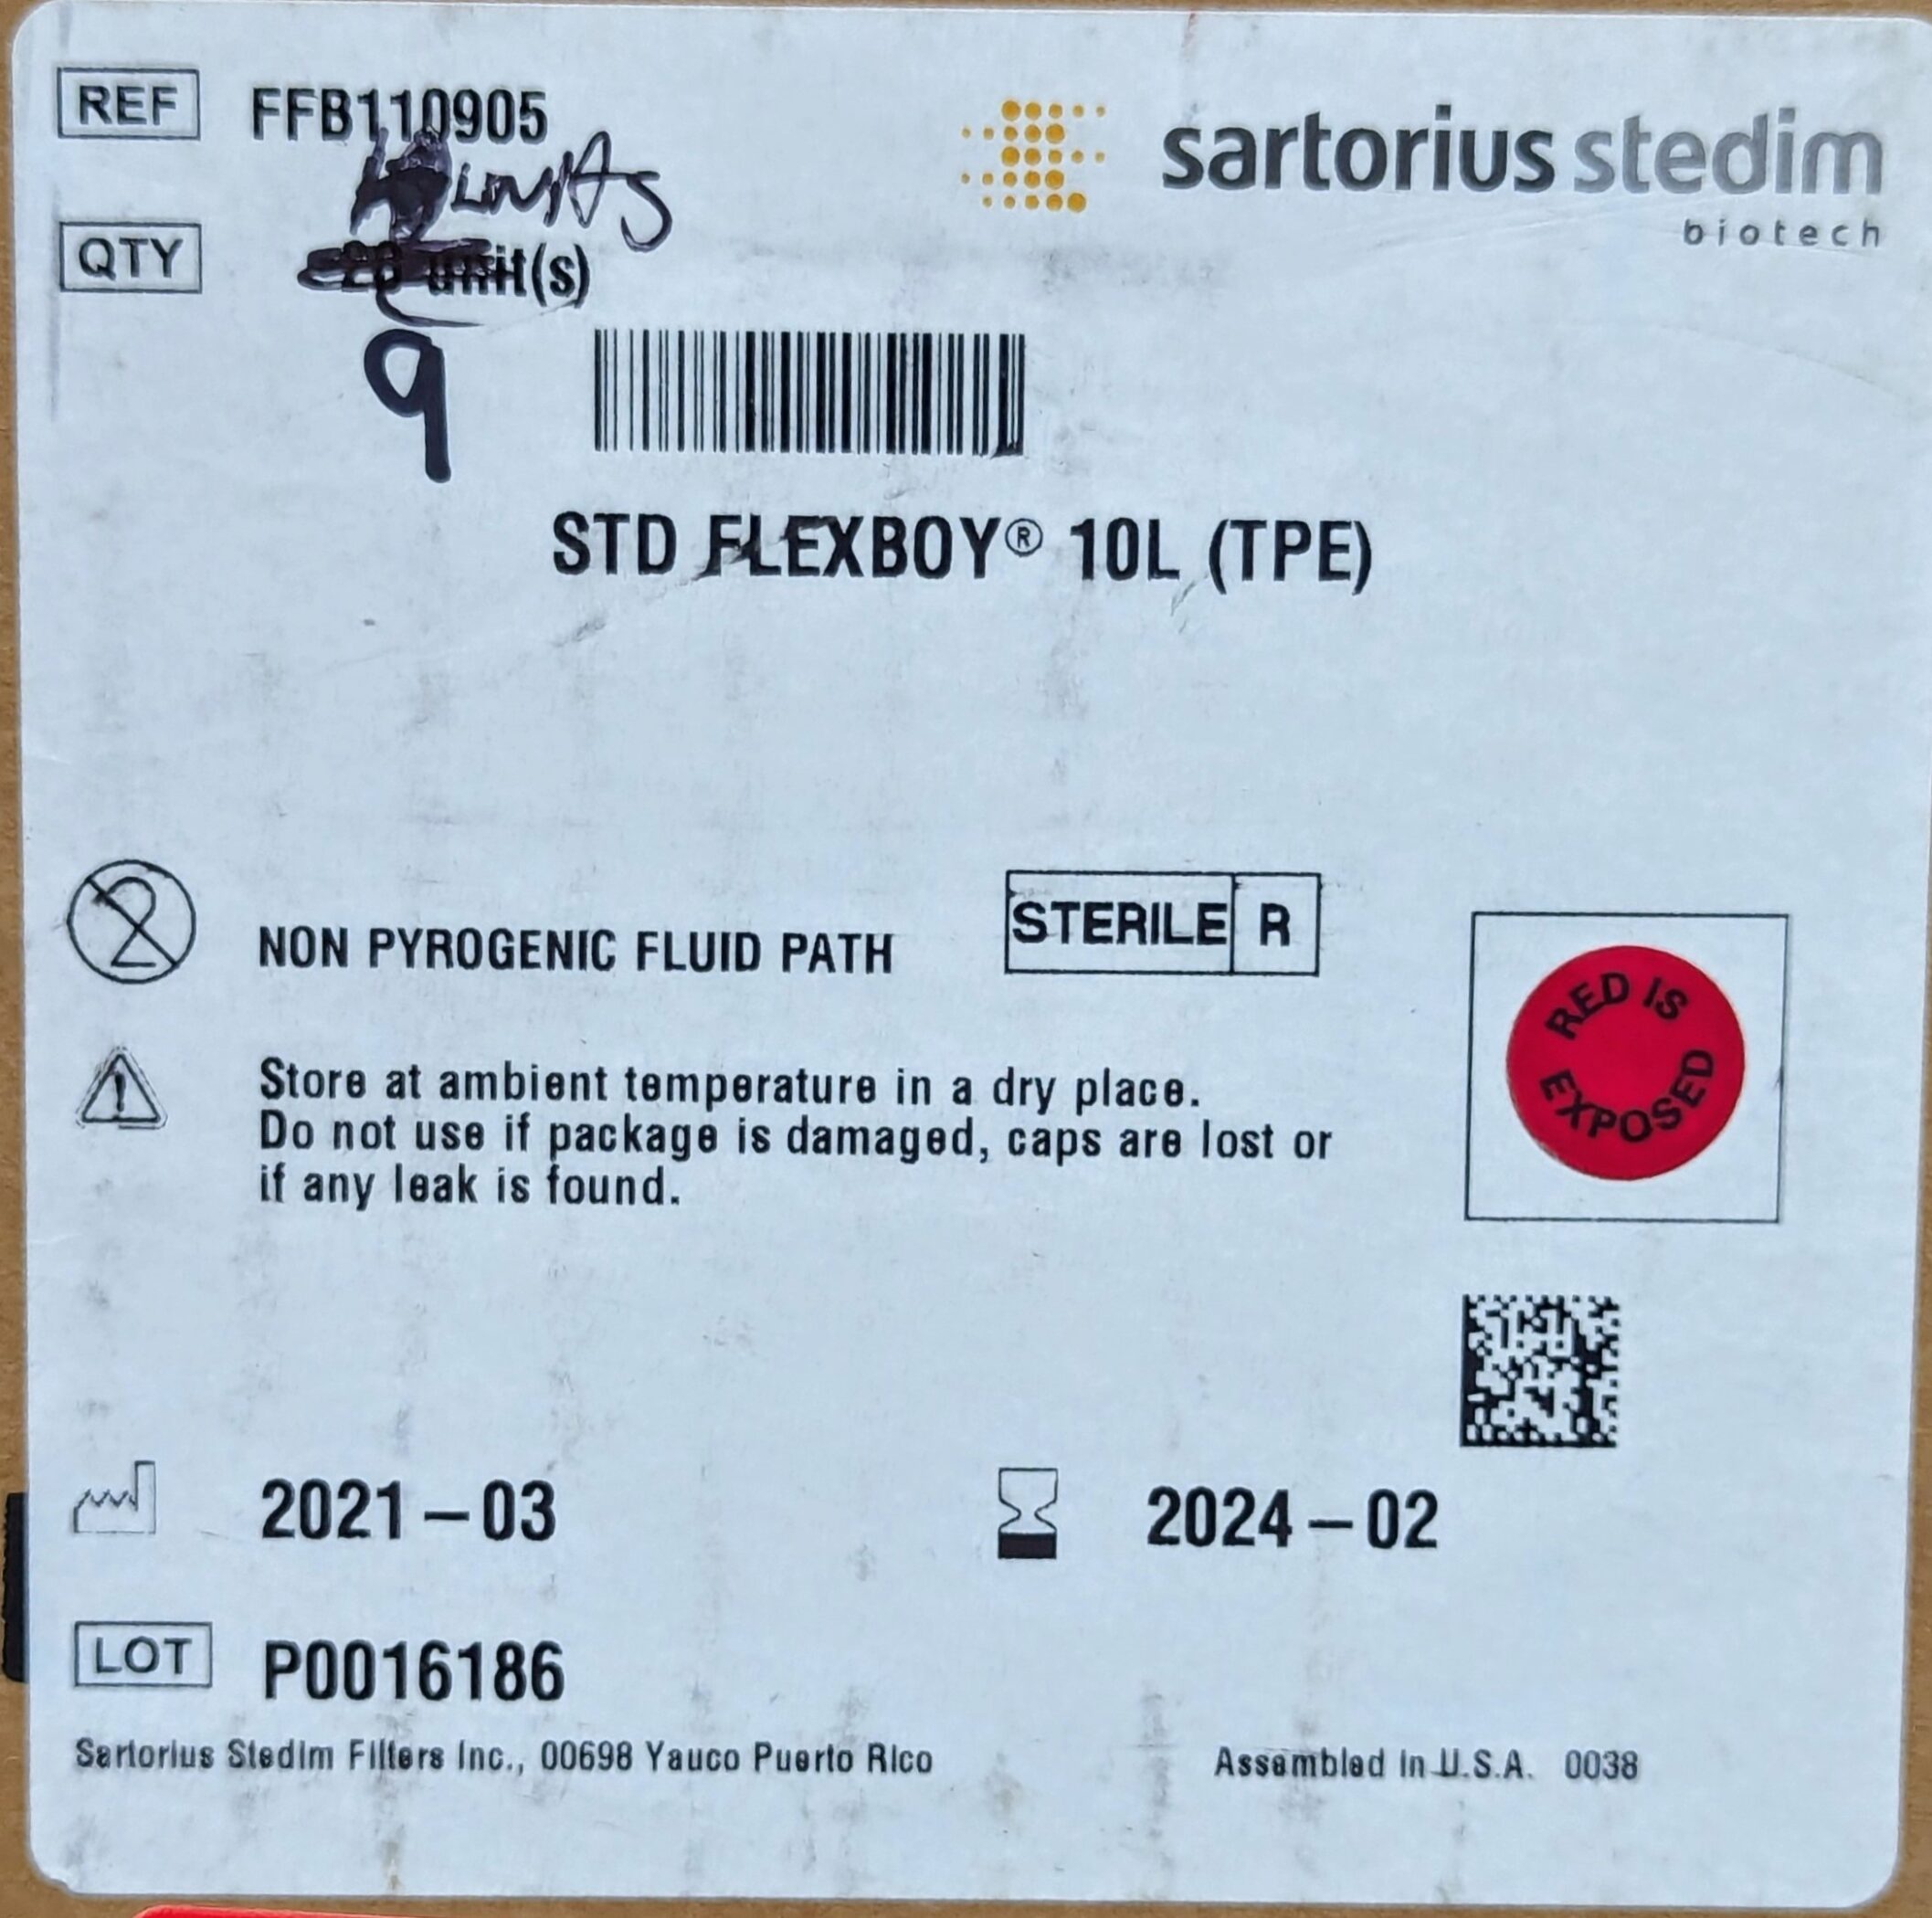 REF FFB110905
sartorius stedim
biotech
units
QTY unit(s)
9
STD FLEXBOY® 10L (TPE)
2 NON PYROGENIC FLUID PATH
STERILE R
RED IS
EXPOSED
! Store at ambient temperature in a dry place.
Do not use if package is damaged, caps are lost or
if any leak is found.
2021-03
2024-02
LOT P0016186
Sartorius Stedim Filters Inc., 00698 Yauco Puerto Rico
Assembled in U.S.A. 0038